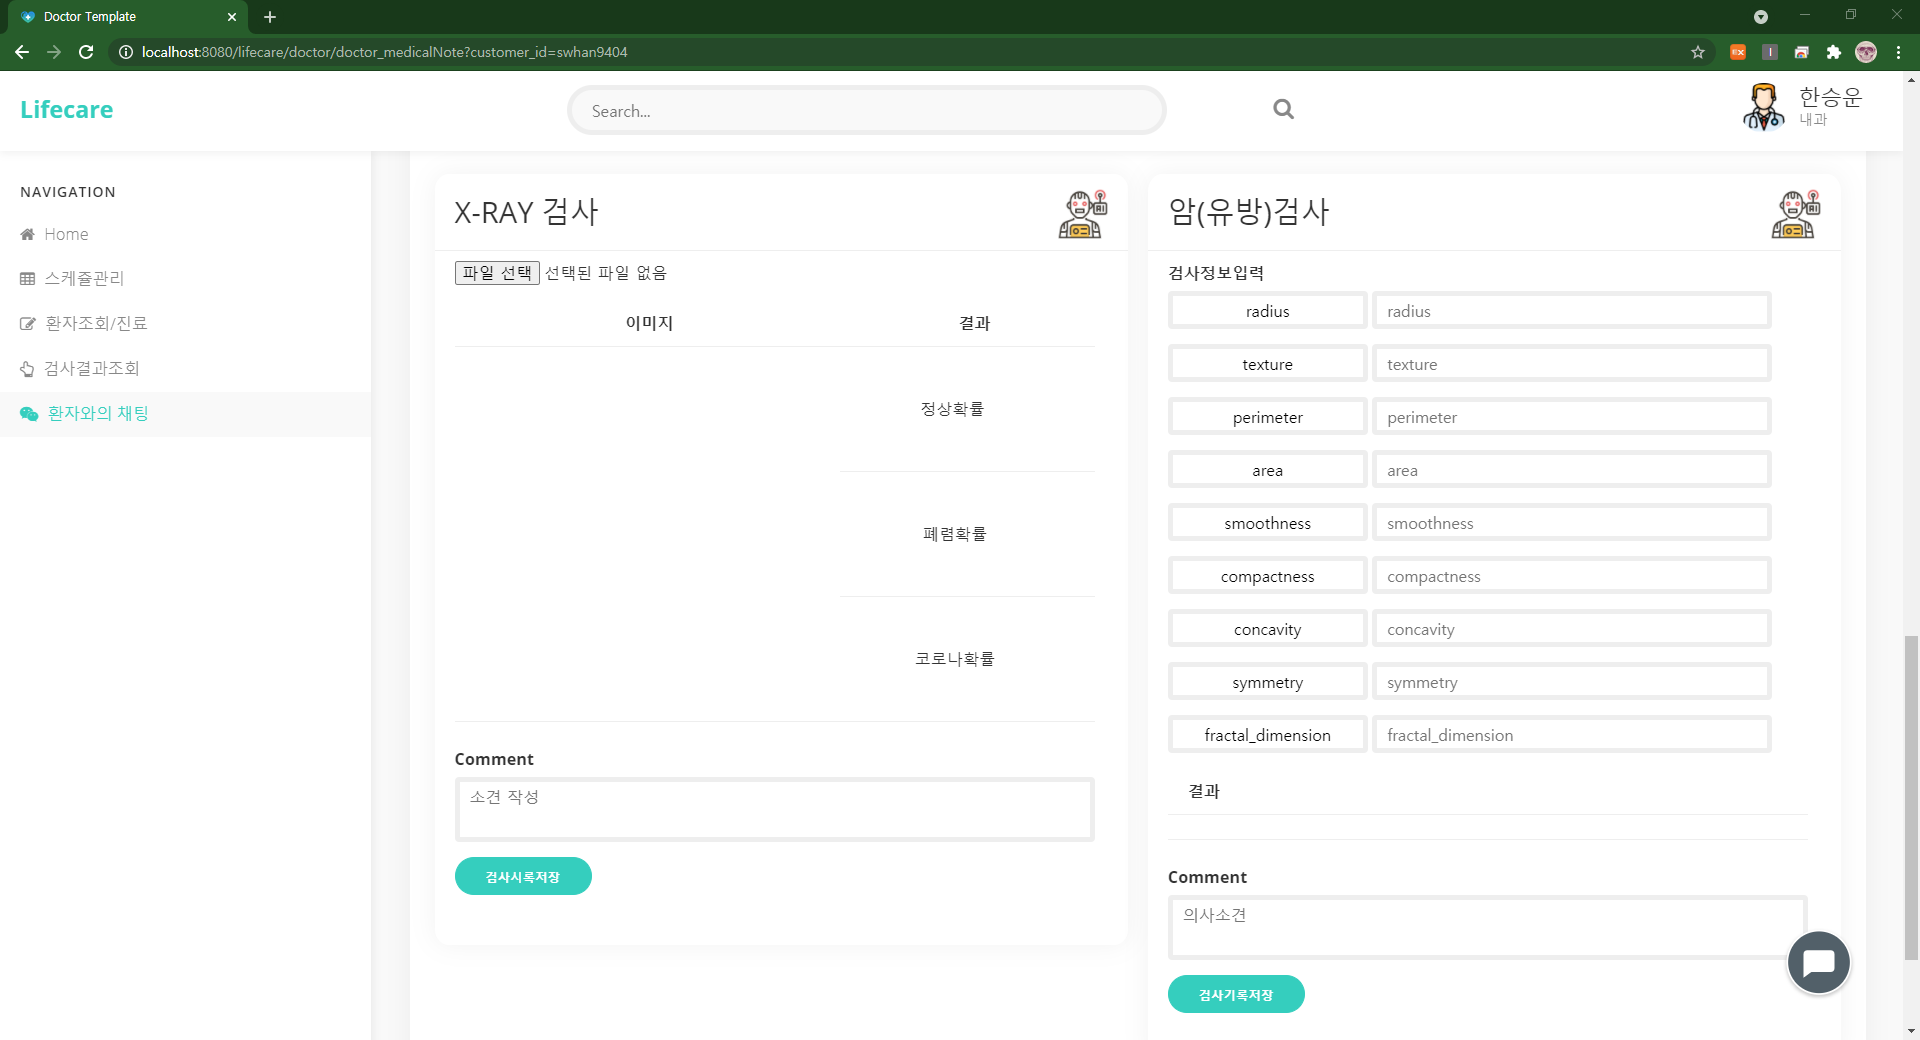 Doctor Template
localhost:8080/lifecare/doctor/doctor_medicalNote?customer_id=swhan9404
EX
I
Lifecare
Search...
한승운
내과
NAVIGATION
Home
스케쥴관리
환자조회/진료
검사결과조회
환자와의 채팅
X-RAY 검사
AI
파일 선택 선택된 파일 없음
이미지 결과
정상확률
폐렴확률
코로나확률
Comment
소견 작성
검사시록저장
암(유방)검사
AI
검사정보입력
radius radius
texture texture
perimeter perimeter
area area
smoothness smoothness
compactness compactness
concavity concavity
symmetry symmetry
fractal_dimension fractal_dimension
결과
Comment
의사소견
검사기록저장